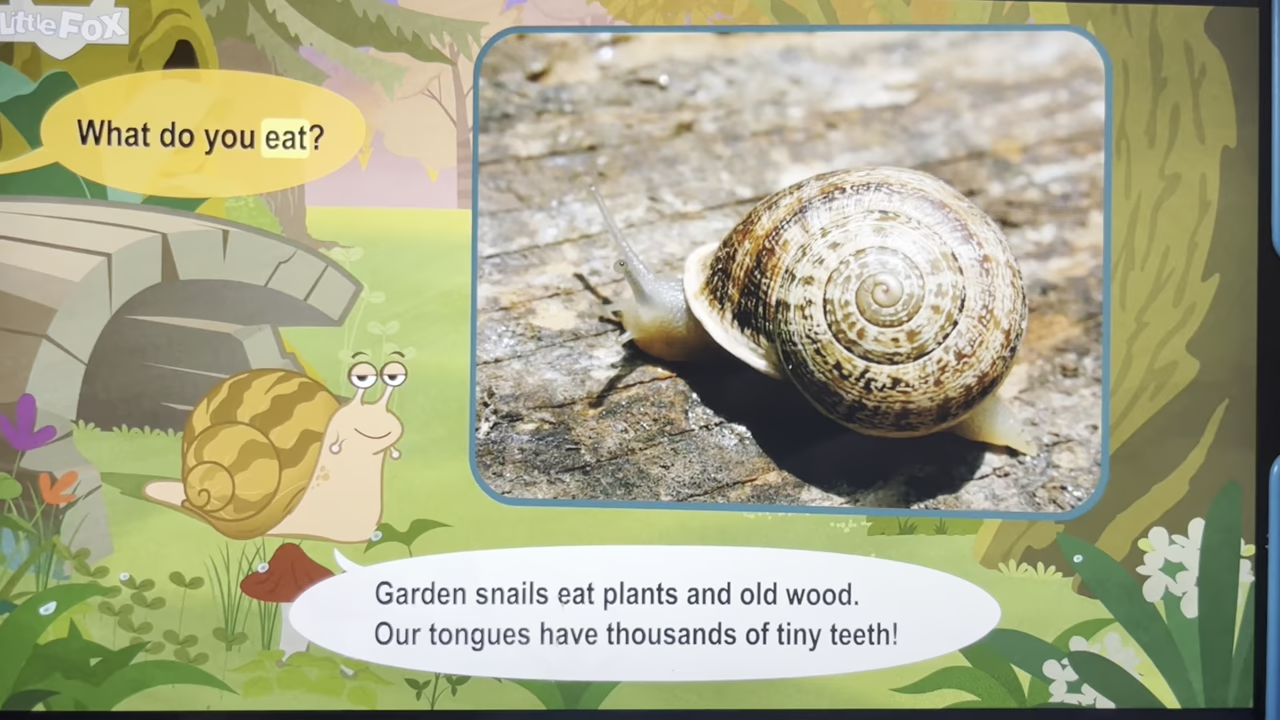 Little Fox
What do you eat?
Garden snails eat plants and old wood.
Our tongues have thousands of tiny teeth!